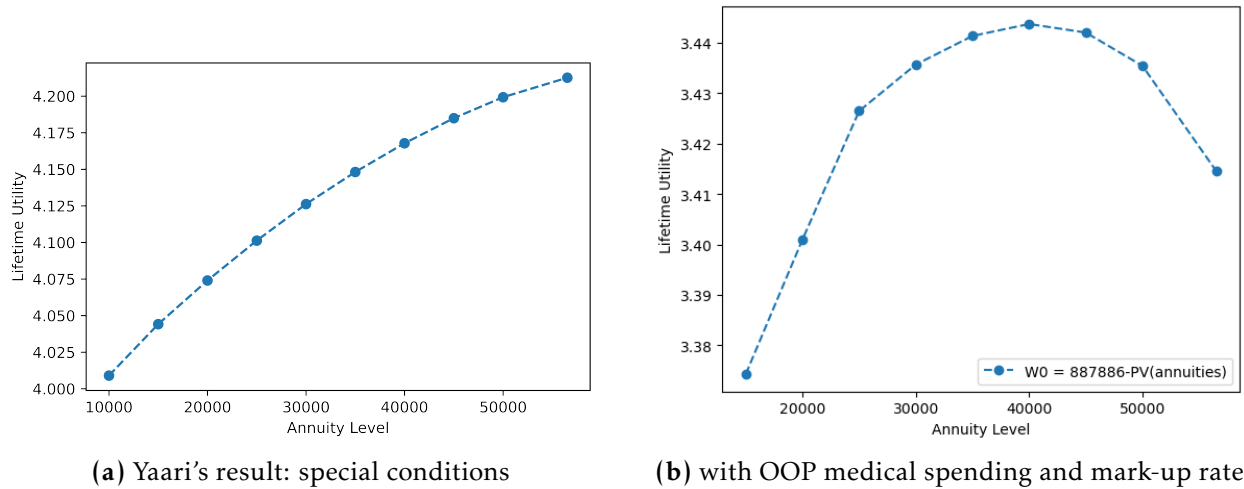 4.200
4.175
4.150
4.125
4.100
4.075
4.050
4.025
4.000
Lifetime Utility
10000 20000 30000 40000 50000
Annuity Level
(a) Yaari's result: special conditions
3.44
3.43
3.42
3.41
3.40
3.39
3.38
Lifetime Utility
W0 = 887886-PV(annuities)
20000 30000 40000 50000
Annuity Level
(b) with OOP medical spending and mark-up rate